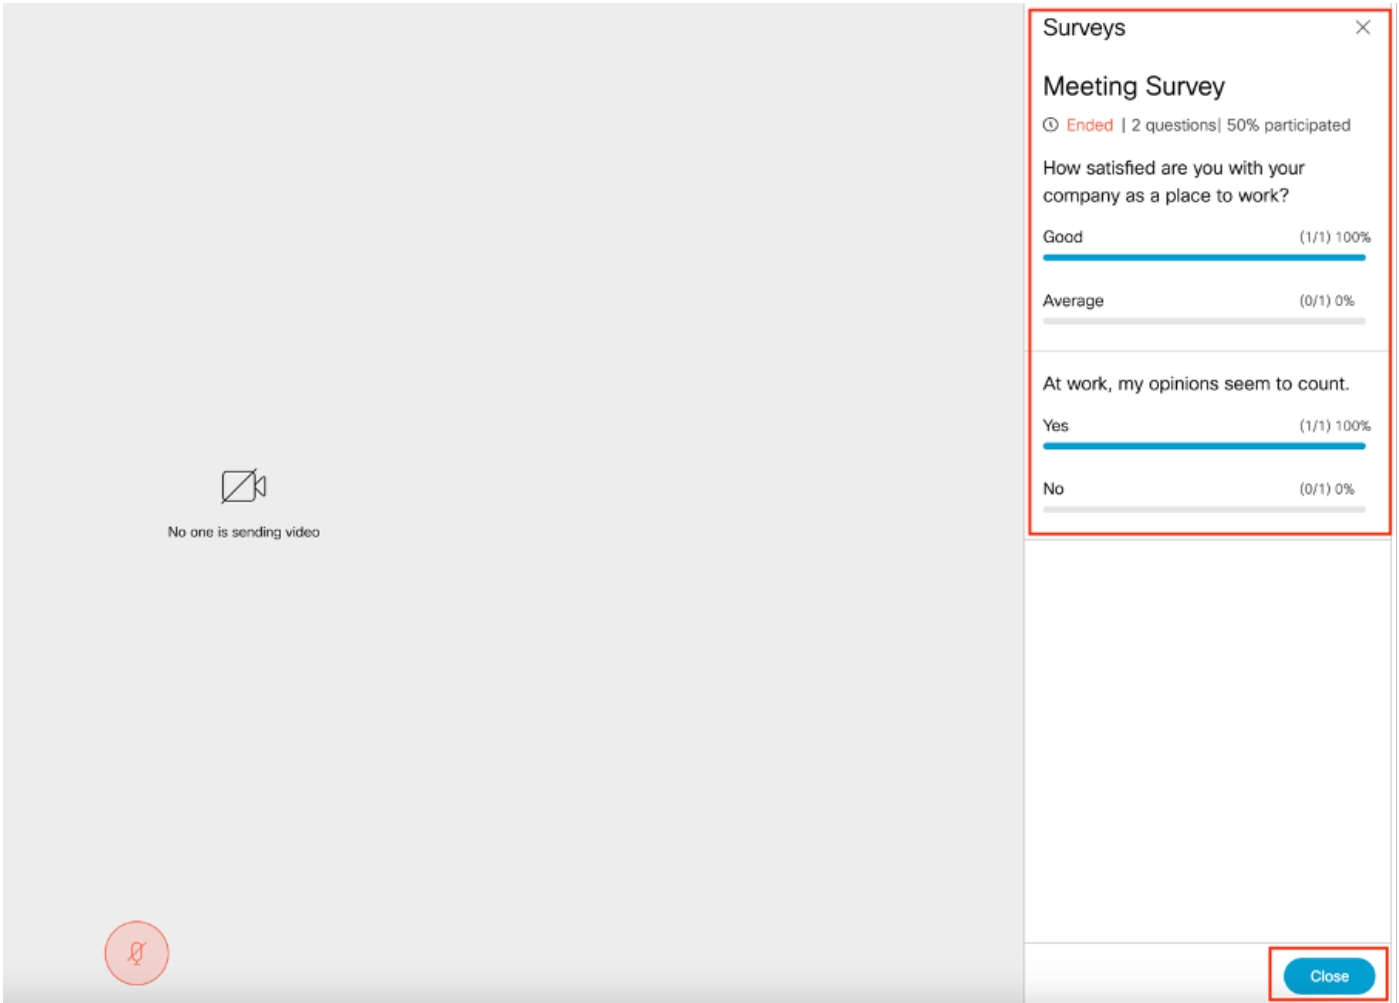 No one is sending video
Surveys
Meeting Survey
Ended | 2 questions| 50% participated
How satisfied are you with your
company as a place to work?
Good (1/1) 100%
Average (0/1) 0%
At work, my opinions seem to count.
Yes (1/1) 100%
No (0/1) 0%
Close